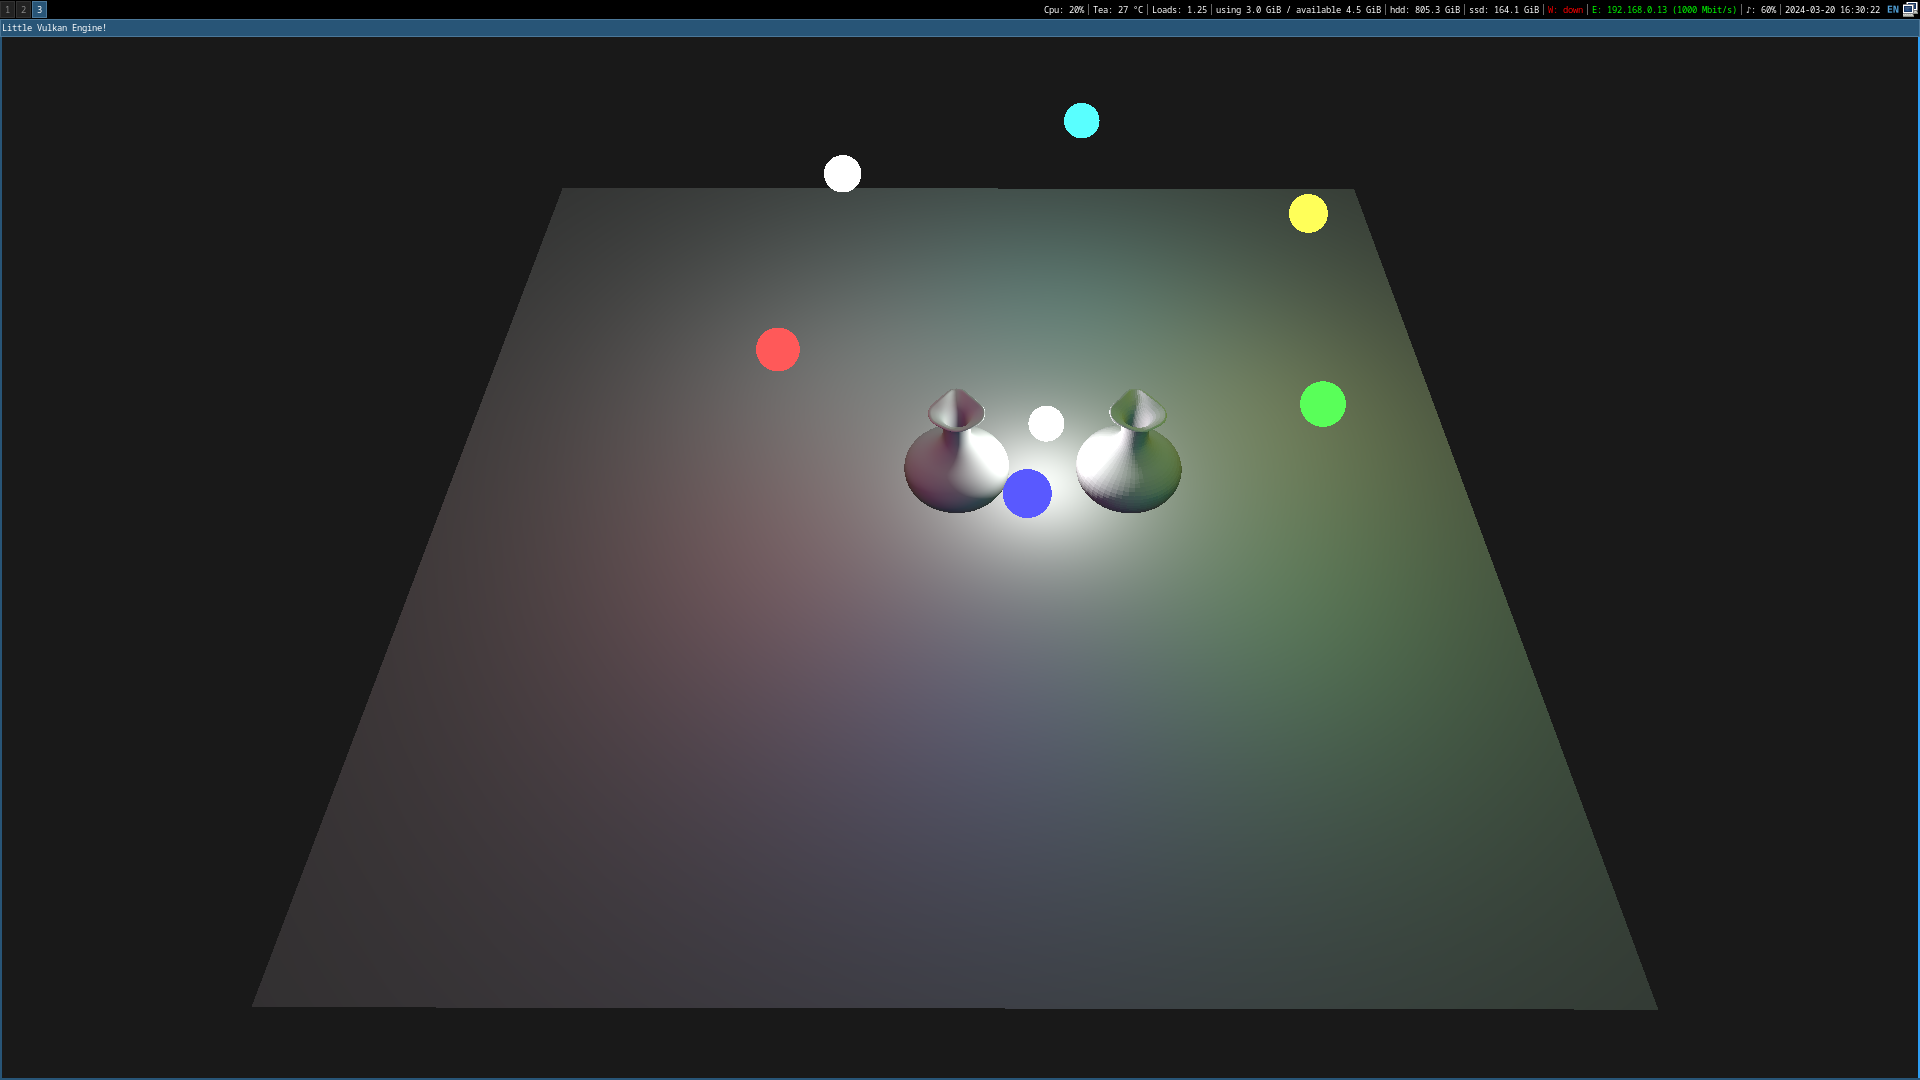 1 2 3 Cpu: 20% | Tea: 27 °C | Loads: 1.25 | using 3.0 GiB / available 4.5 GiB | hdd: 805.3 GiB | ssd: 164.1 GiB | W: down | E: 192.168.0.13 (1000 Mbit/s) | ♪: 60% | 2024-03-20 16:30:22 EN
Little Vulkan Engine!